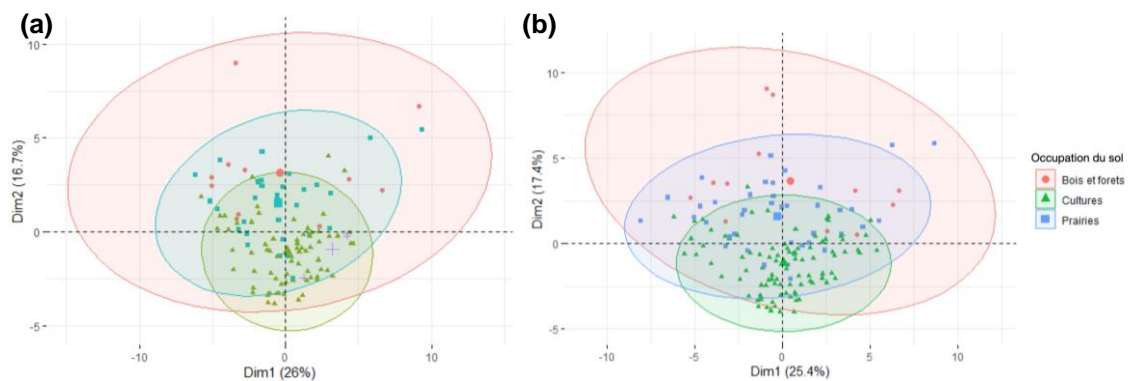 (a)
10
5
0
-5
Dim2 (16.7%)
-10
0
10
Dim1 (26%)
(b)
10
5
0
-5
Dim2 (17.4%)
-10
-5
0
5
10
Dim1 (25.4%)
Occupation du sol
Bois et forets
Cultures
Prairies